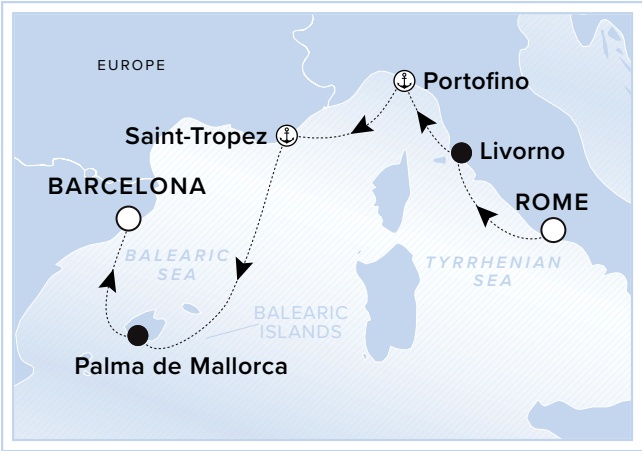 EUROPE
Portofino
Saint-Tropez
Livorno
BARCELONA
ROME
BALEARIC
SEA
TYRRHENIAN
SEA
BALEARIC
ISLANDS
Palma de Mallorca